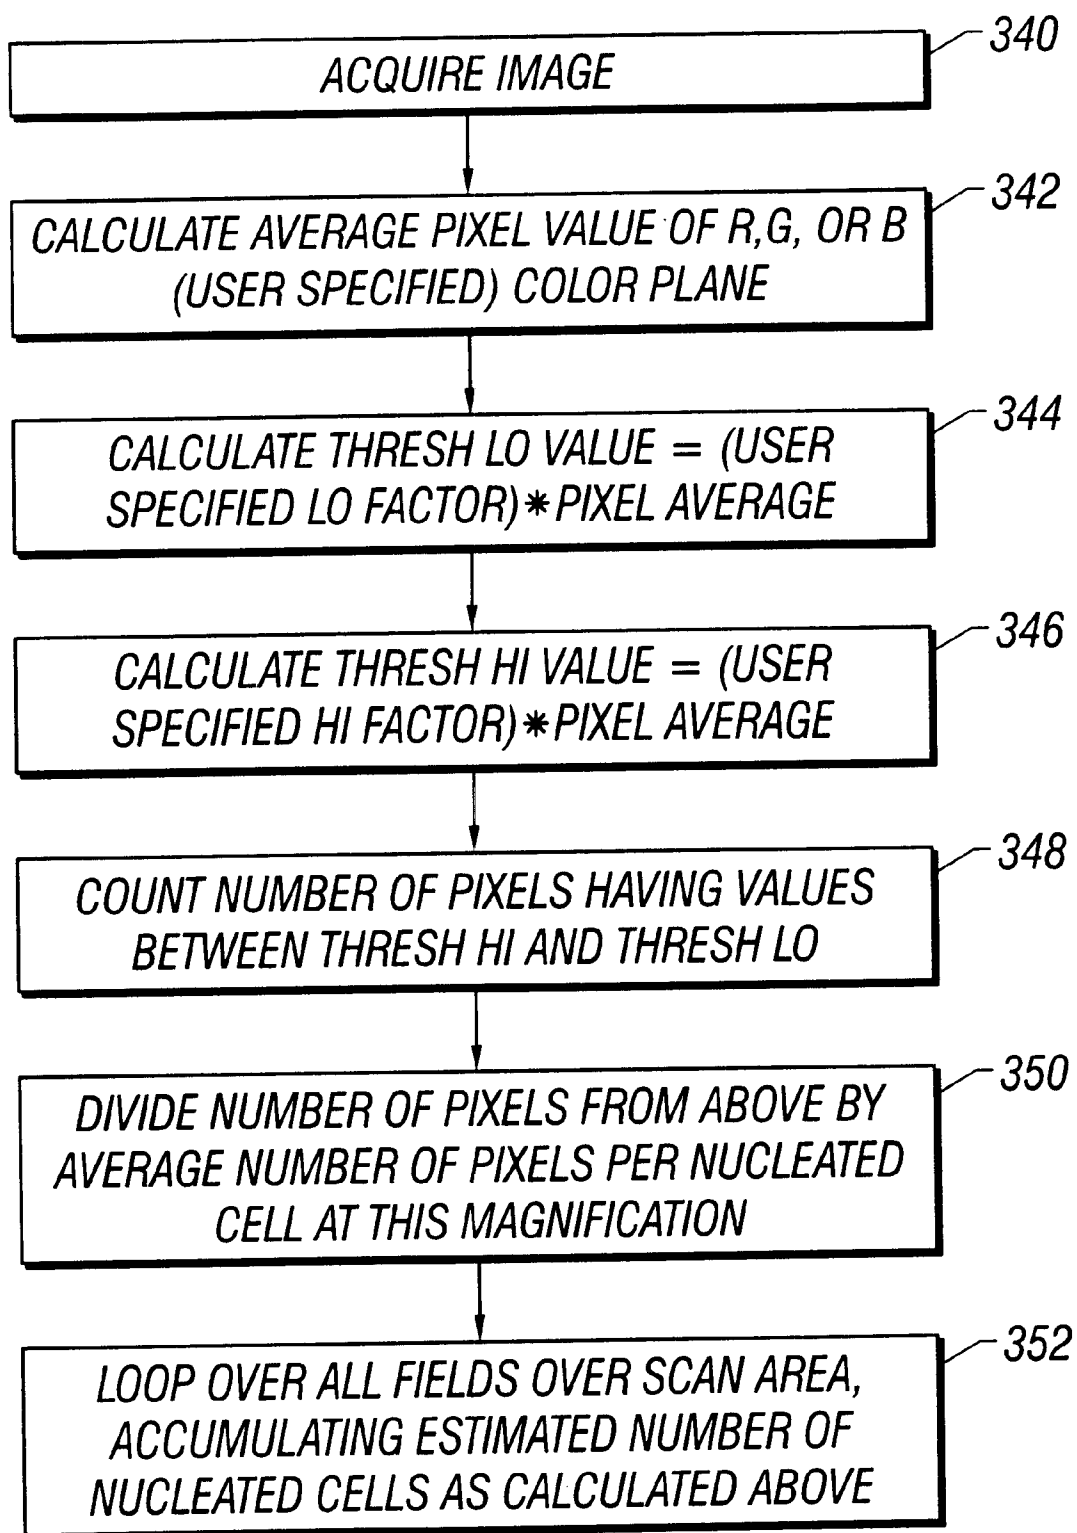 340
ACQUIRE IMAGE
342
CALCULATE AVERAGE PIXEL VALUE OF R,G, OR B
(USER SPECIFIED) COLOR PLANE
344
CALCULATE THRESH LO VALUE = (USER
SPECIFIED LO FACTOR)*PIXEL AVERAGE
346
CALCULATE THRESH HI VALUE = (USER
SPECIFIED HI FACTOR)*PIXEL AVERAGE
348
COUNT NUMBER OF PIXELS HAVING VALUES
BETWEEN THRESH HI AND THRESH LO
350
DIVIDE NUMBER OF PIXELS FROM ABOVE BY
AVERAGE NUMBER OF PIXELS PER NUCLEATED
CELL AT THIS MAGNIFICATION
352
LOOP OVER ALL FIELDS OVER SCAN AREA,
ACCUMULATING ESTIMATED NUMBER OF
NUCLEATED CELLS AS CALCULATED ABOVE